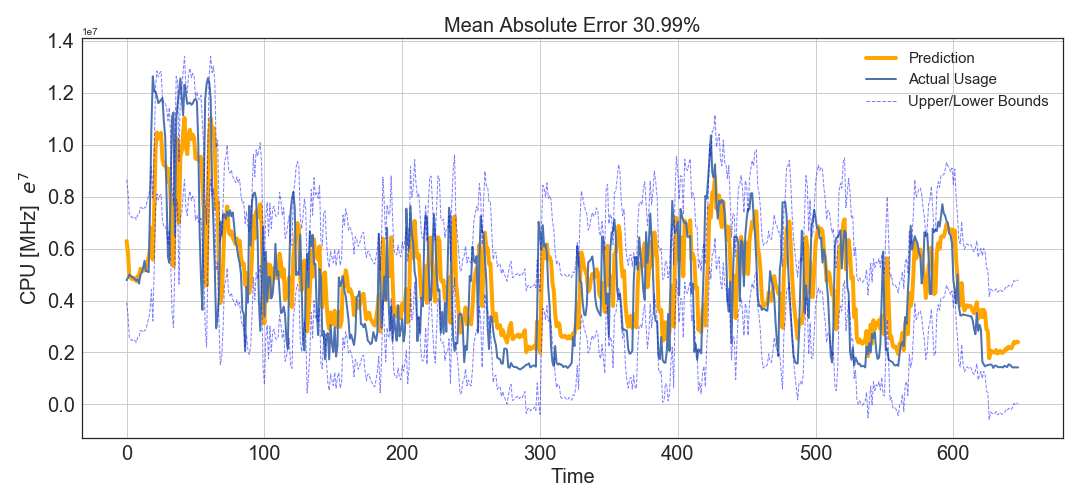 Mean Absolute Error 30.99%
1e7
1.4
1.2
1.0
0.8
0.6
0.4
0.2
0.0
CPU [MHz] e⁷
Prediction
Actual Usage
Upper/Lower Bounds
0 100 200 300 400 500 600
Time